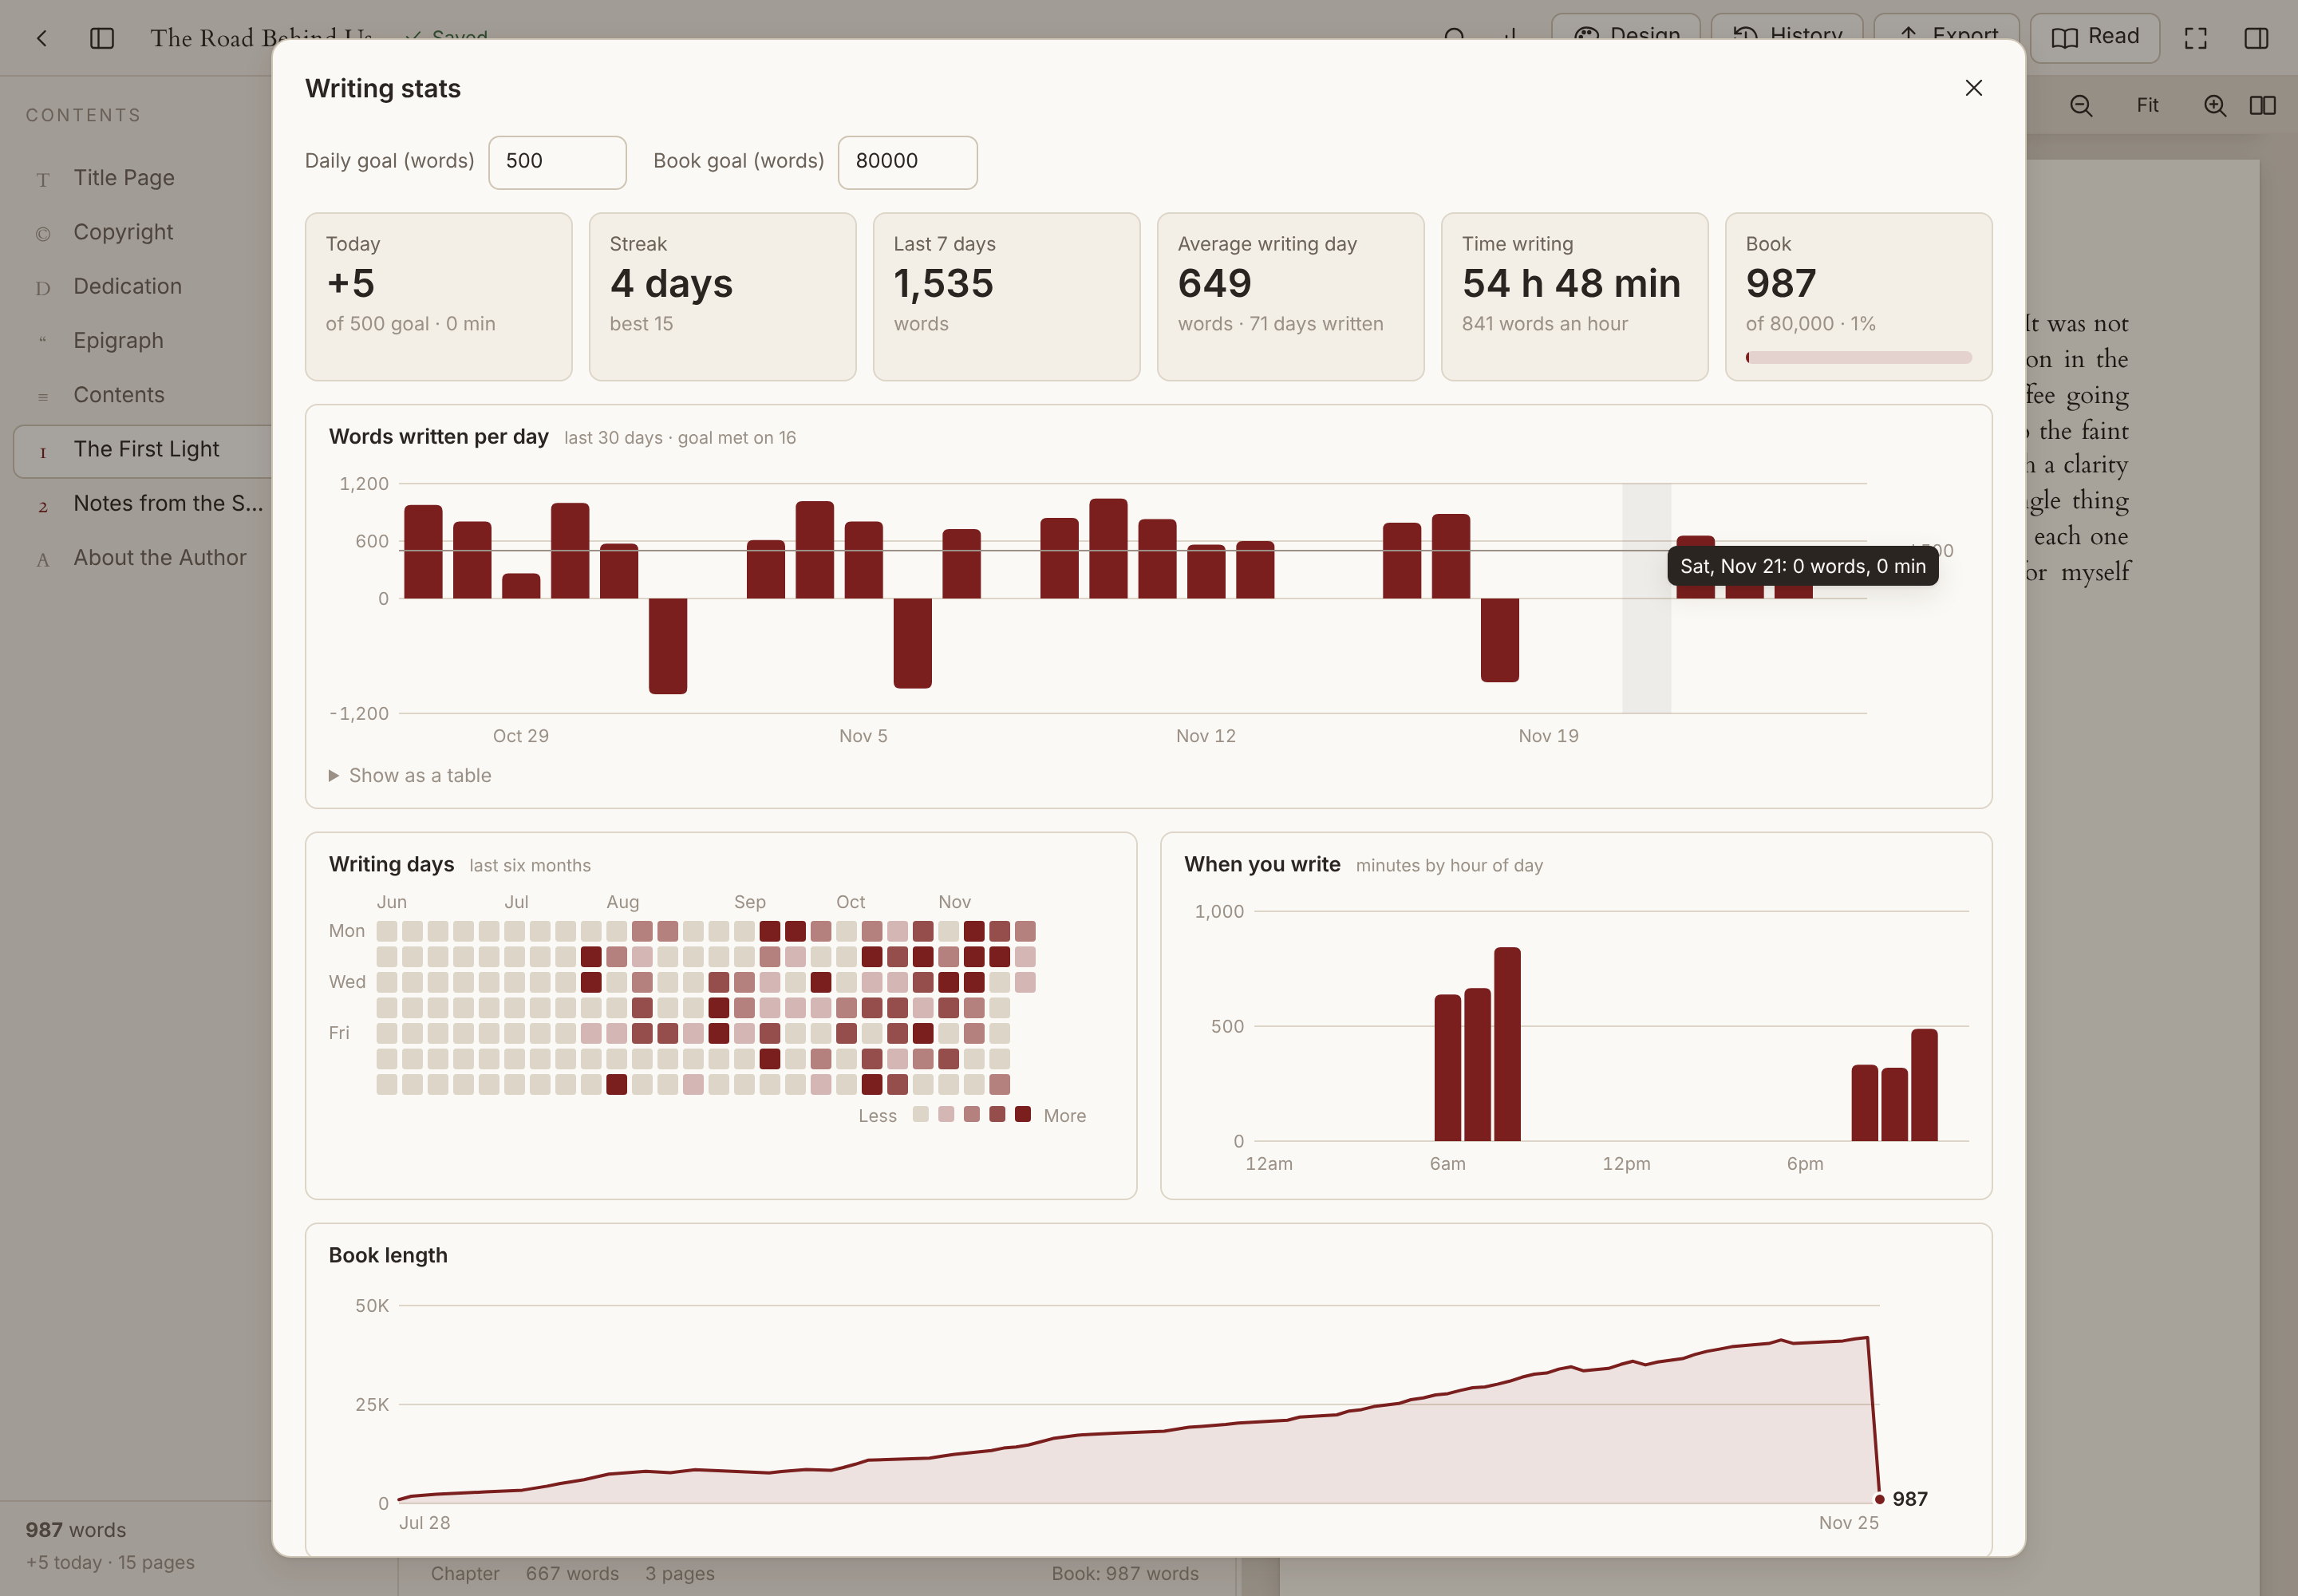 The Road Behind Us
Saved
Design
History
Export
Read
CONTENTS
T Title Page
© Copyright
D Dedication
“ Epigraph
≡ Contents
1 The First Light
2 Notes from the S...
A About the Author
Fit
Writing stats
Daily goal (words) 500 Book goal (words) 80000
Today
+5
of 500 goal · 0 min
Streak
4 days
best 15
Last 7 days
1,535
words
Average writing day
649
words · 71 days written
Time writing
54 h 48 min
841 words an hour
Book
987
of 80,000 · 1%
Words written per day last 30 days · goal met on 16
1,200
600
0
-1,200
Sat, Nov 21: 0 words, 0 min
Oct 29 Nov 5 Nov 12 Nov 19
Show as a table
Writing days last six months
Jun Jul Aug Sep Oct Nov
Mon
Wed
Fri
Less More
When you write minutes by hour of day
1,000
500
0
12am 6am 12pm 6pm
Book length
50K
25K
0
987
Jul 28 Nov 25
It was not
on in the
going
the faint
a clarity
thing
each one
myself
987 words
+5 today · 15 pages
Chapter 667 words 3 pages
Book: 987 words